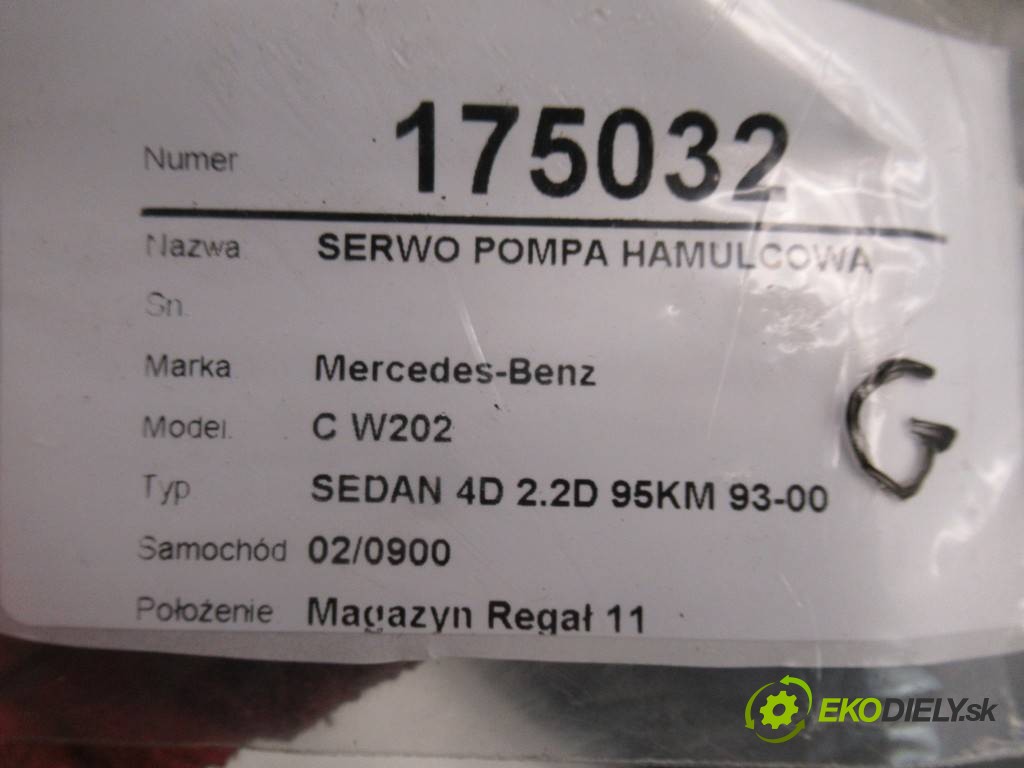 Numer 175032
Nazwa SERWO POMPA HAMULCOWA
Sn.
Marka Mercedes-Benz
Model. C W202
Typ SEDAN 4D 2.2D 95KM 93-00
Samochód 02/0900
Położenie Magazyn Regał 11
G
EKODIELY.sk